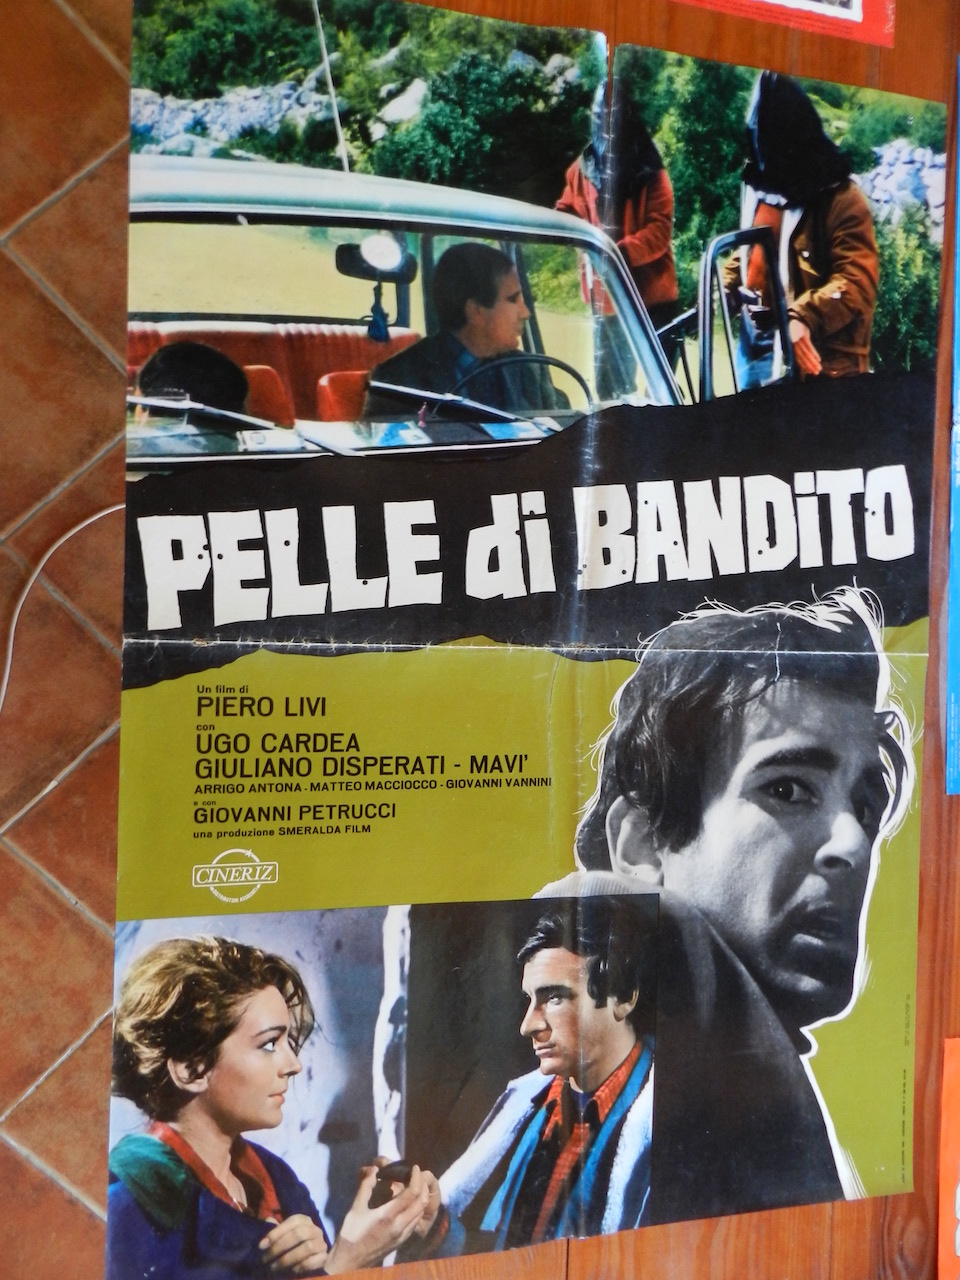 PELLE di BANDiTO
Un film di
PIERO LIVI
con
UGO CARDEA
GIULIANO DISPERATI - MAVI'
ARRIGO ANTONA - MATTEO MACCIOCCO - GIOVANNI VANNINI
e con
GIOVANNI PETRUCCI
una produzione SMERALDA FILM
CINERIZ